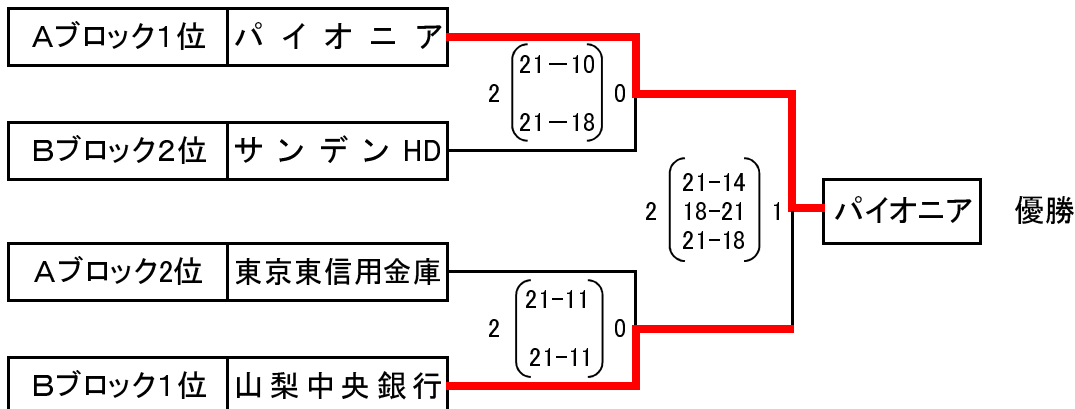 Aブロック1位 パイオニア
2 21－10 0
21－18
Bブロック2位 サンデンHD
2 21-14 1
18-21
21-18
パイオニア 優勝
Aブロック2位 東京東信用金庫
2 21-11 0
21-11
Bブロック1位 山梨中央銀行